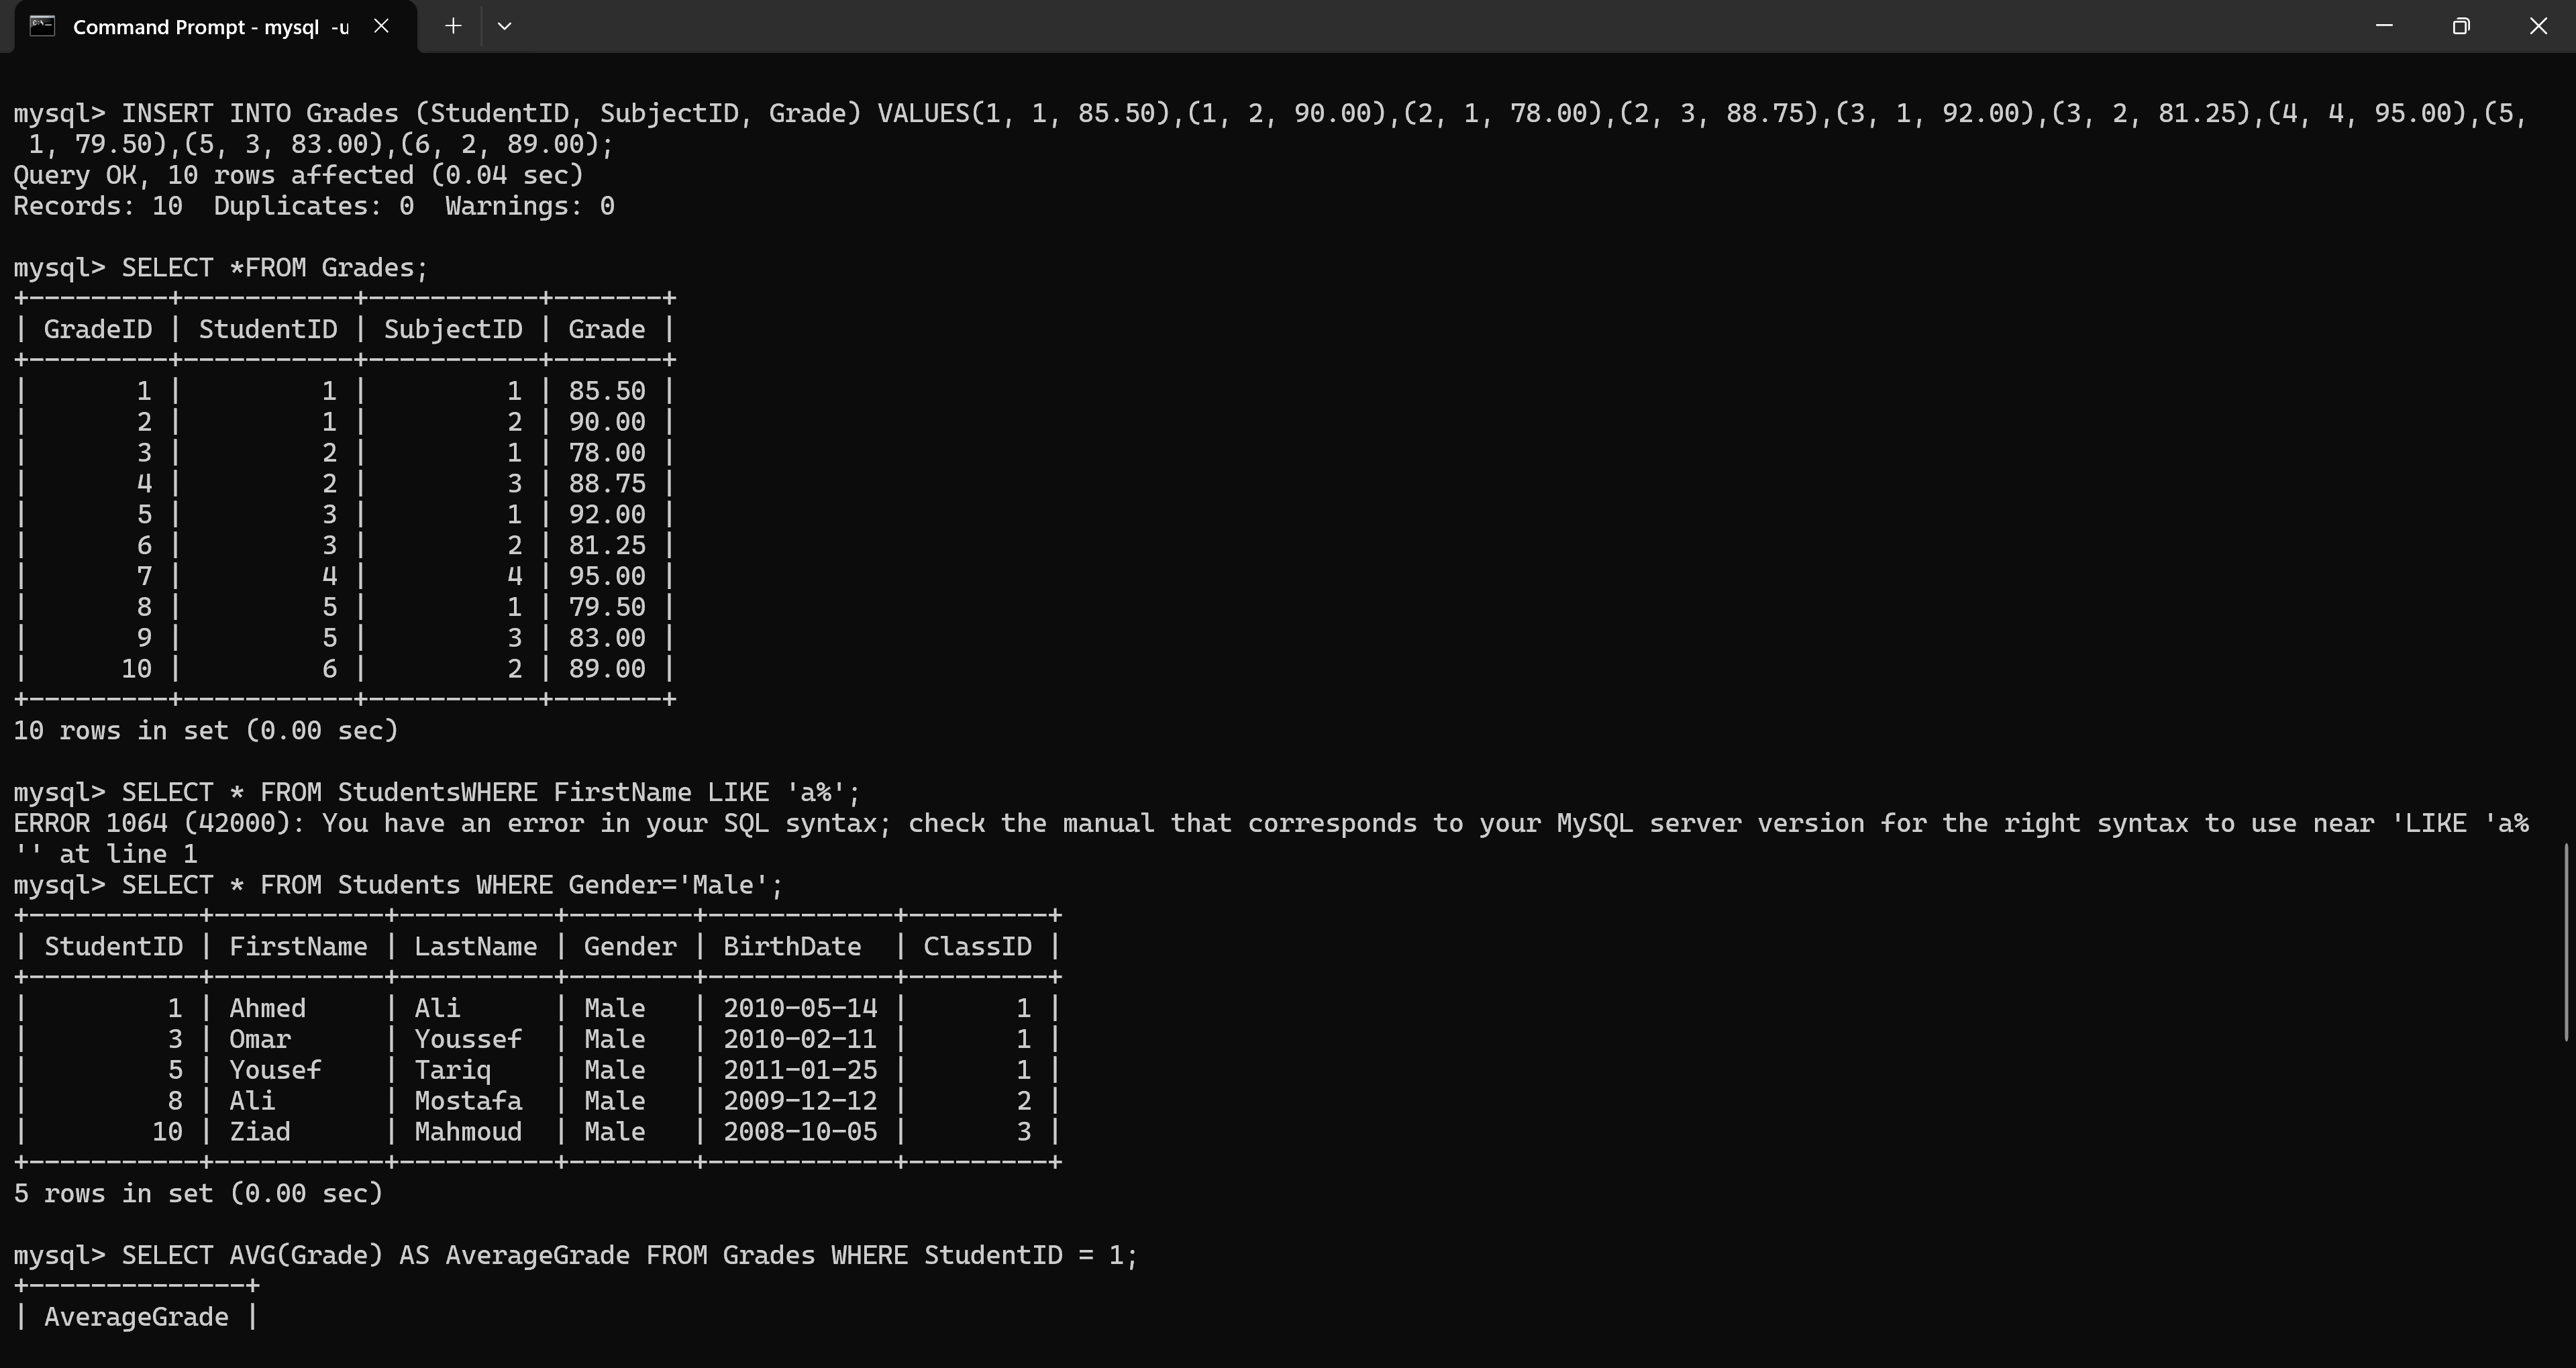 Command Prompt - mysql -u
mysql> INSERT INTO Grades (StudentID, SubjectID, Grade) VALUES(1, 1, 85.50),(1, 2, 90.00),(2, 1, 78.00),(2, 3, 88.75),(3, 1, 92.00),(3, 2, 81.25),(4, 4, 95.00),(5,
 1, 79.50),(5, 3, 83.00),(6, 2, 89.00);
Query OK, 10 rows affected (0.04 sec)
Records: 10  Duplicates: 0  Warnings: 0
mysql> SELECT *FROM Grades;
+---------+-----------+-----------+-------+
| GradeID | StudentID | SubjectID | Grade |
+---------+-----------+-----------+-------+
|       1 |         1 |         1 | 85.50 |
|       2 |         1 |         2 | 90.00 |
|       3 |         2 |         1 | 78.00 |
|       4 |         2 |         3 | 88.75 |
|       5 |         3 |         1 | 92.00 |
|       6 |         3 |         2 | 81.25 |
|       7 |         4 |         4 | 95.00 |
|       8 |         5 |         1 | 79.50 |
|       9 |         5 |         3 | 83.00 |
|      10 |         6 |         2 | 89.00 |
+---------+-----------+-----------+-------+
10 rows in set (0.00 sec)
mysql> SELECT * FROM StudentsWHERE FirstName LIKE 'a%';
ERROR 1064 (42000): You have an error in your SQL syntax; check the manual that corresponds to your MySQL server version for the right syntax to use near 'LIKE 'a%
'' at line 1
mysql> SELECT * FROM Students WHERE Gender='Male';
+-----------+-----------+----------+--------+------------+---------+
| StudentID | FirstName | LastName | Gender | BirthDate  | ClassID |
+-----------+-----------+----------+--------+------------+---------+
|         1 | Ahmed     | Ali      | Male   | 2010-05-14 |       1 |
|         3 | Omar      | Youssef  | Male   | 2010-02-11 |       1 |
|         5 | Yousef    | Tariq    | Male   | 2011-01-25 |       1 |
|         8 | Ali       | Mostafa  | Male   | 2009-12-12 |       2 |
|        10 | Ziad      | Mahmoud  | Male   | 2008-10-05 |       3 |
+-----------+-----------+----------+--------+------------+---------+
5 rows in set (0.00 sec)
mysql> SELECT AVG(Grade) AS AverageGrade FROM Grades WHERE StudentID = 1;
+--------------+
| AverageGrade |